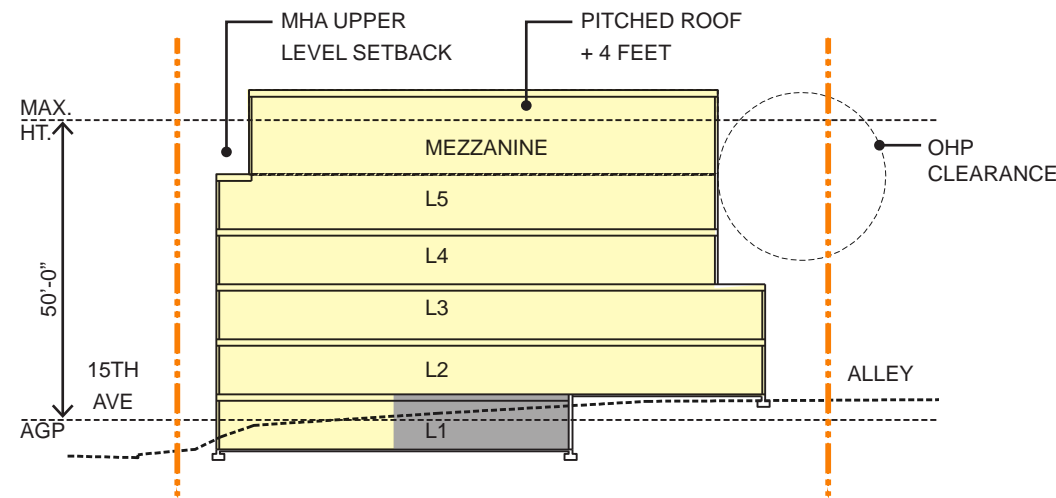 MHA UPPER
LEVEL SETBACK
PITCHED ROOF
+ 4 FEET
MAX.
HT.
MEZZANINE
OHP
CLEARANCE
L5
L4
50'-0"
L3
15TH
AVE
L2
ALLEY
AGP
L1